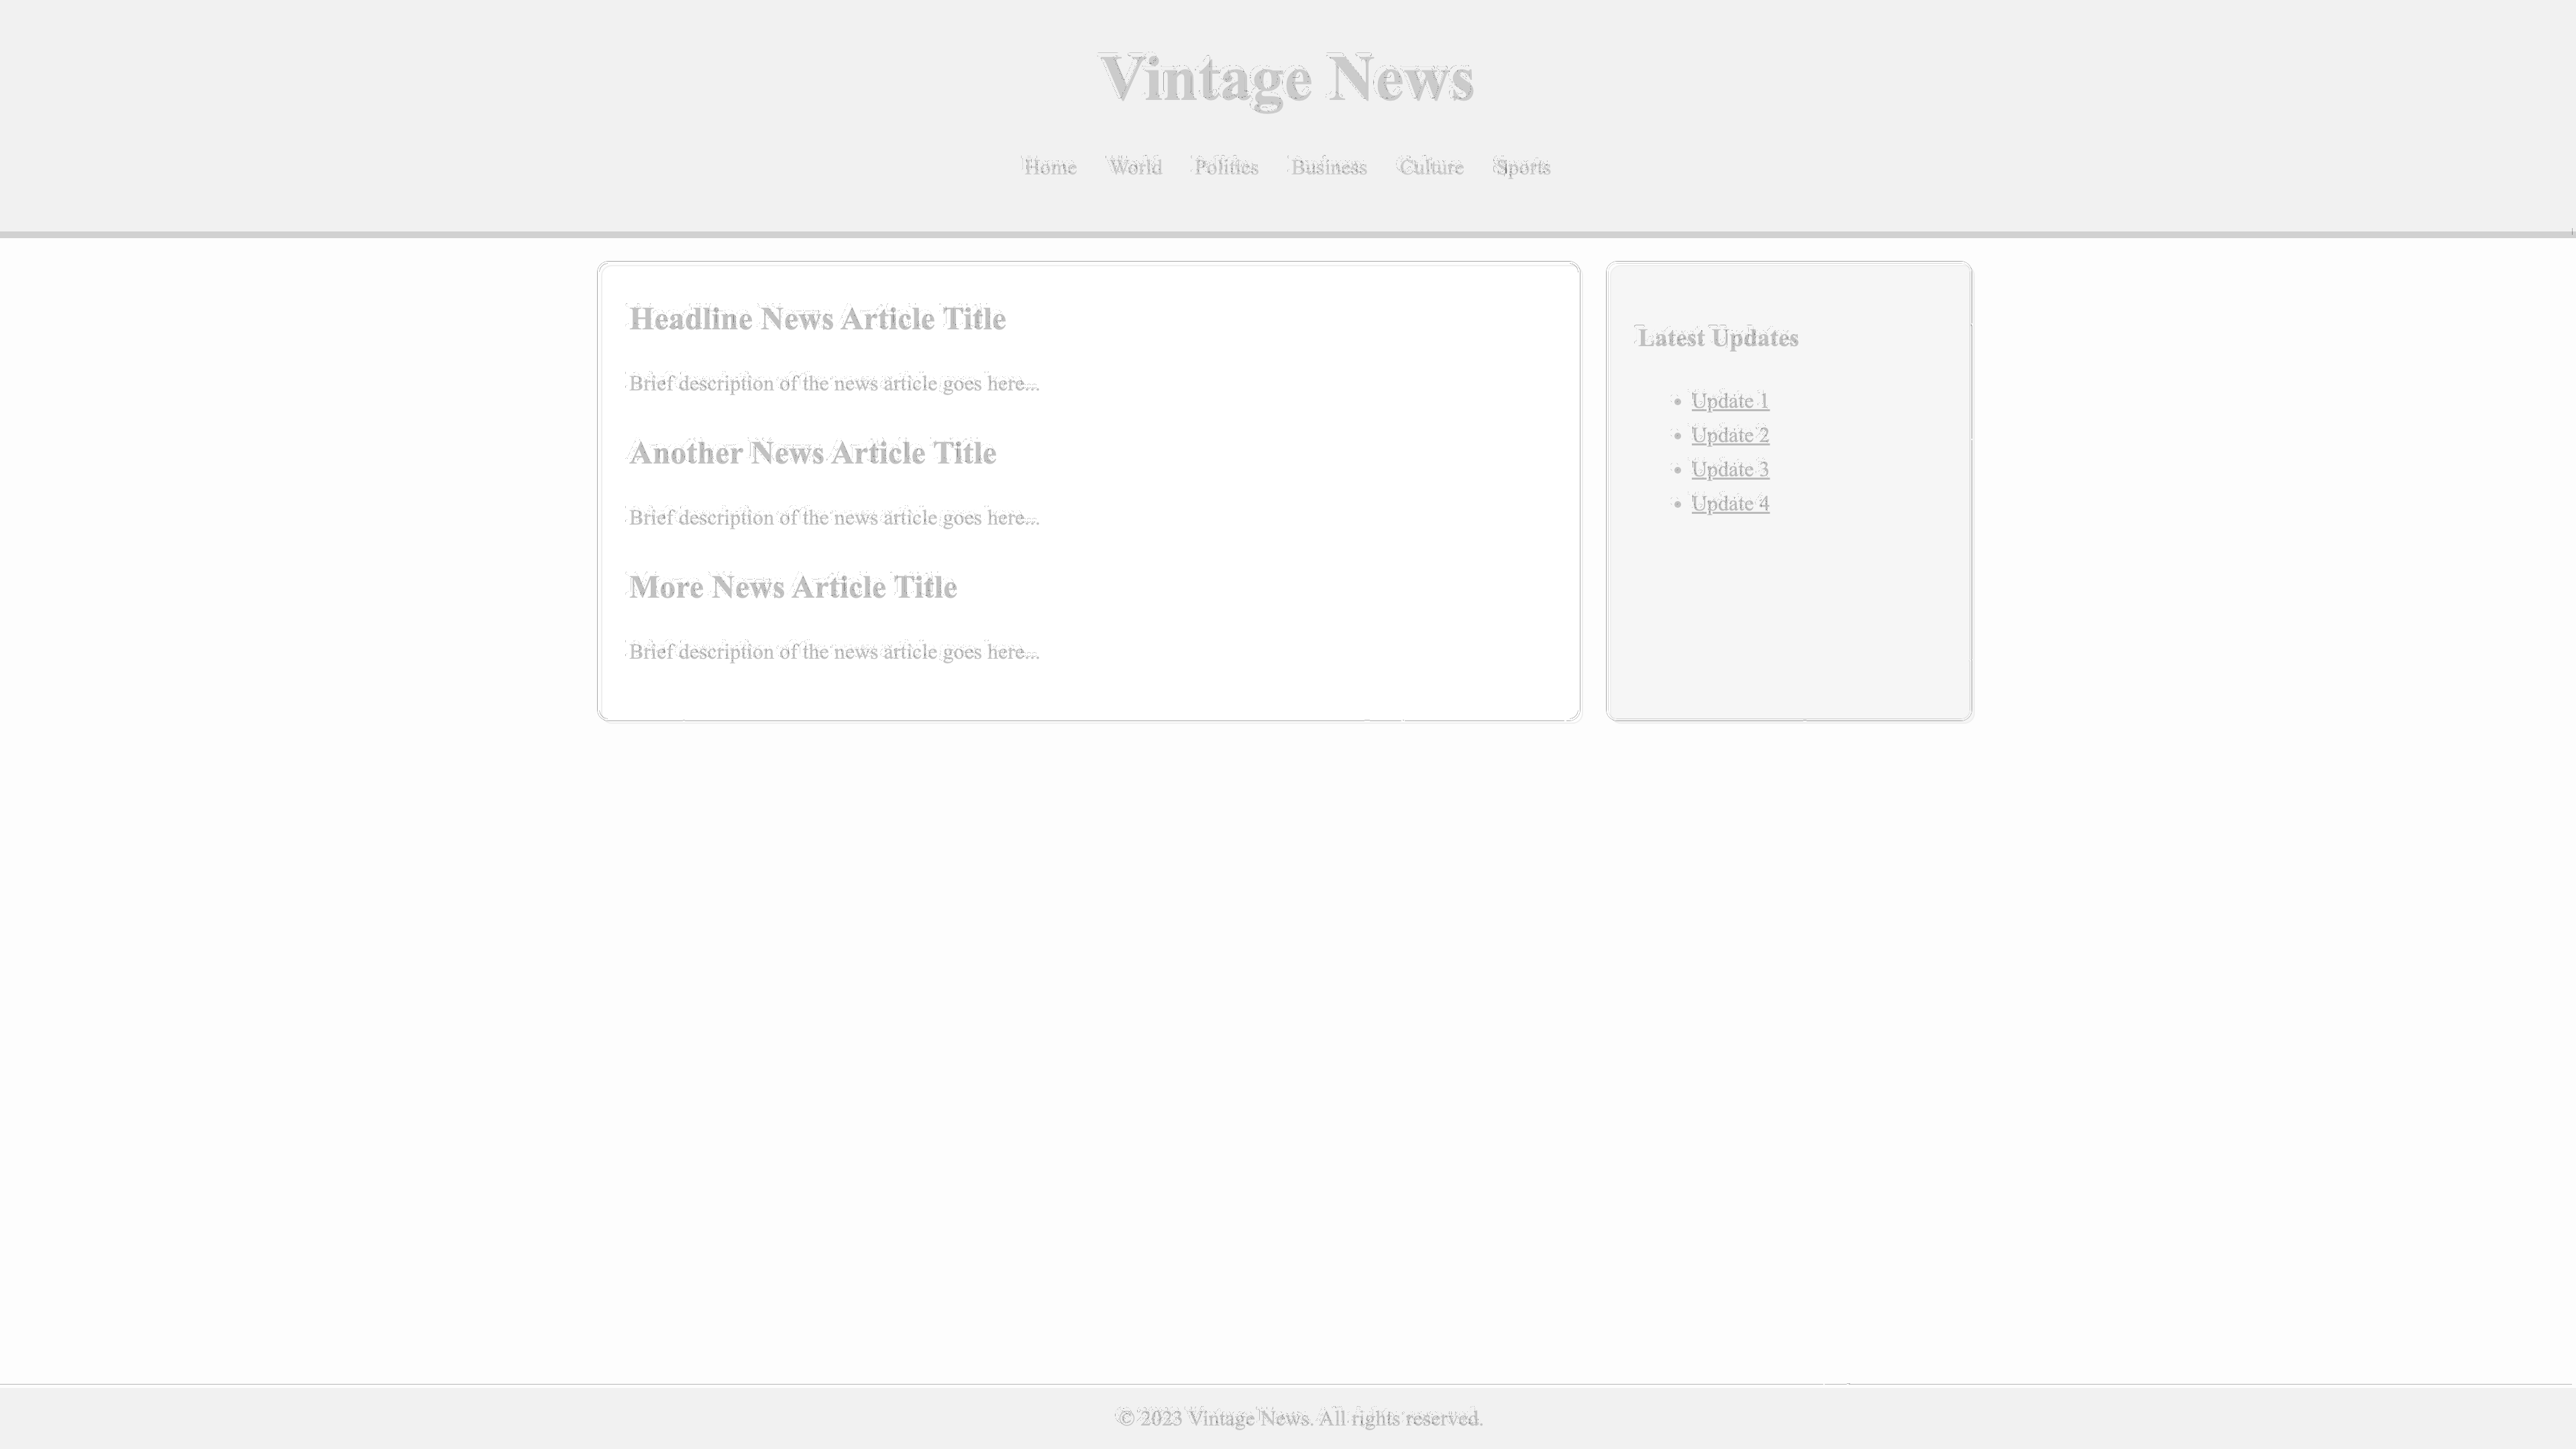 Vintage News
Home World Politics Business Culture Sports
Headline News Article Title
Brief description of the news article goes here...
Another News Article Title
Brief description of the news article goes here...
More News Article Title
Brief description of the news article goes here...
Latest Updates
• Update 1
• Update 2
• Update 3
• Update 4
© 2023 Vintage News. All rights reserved.